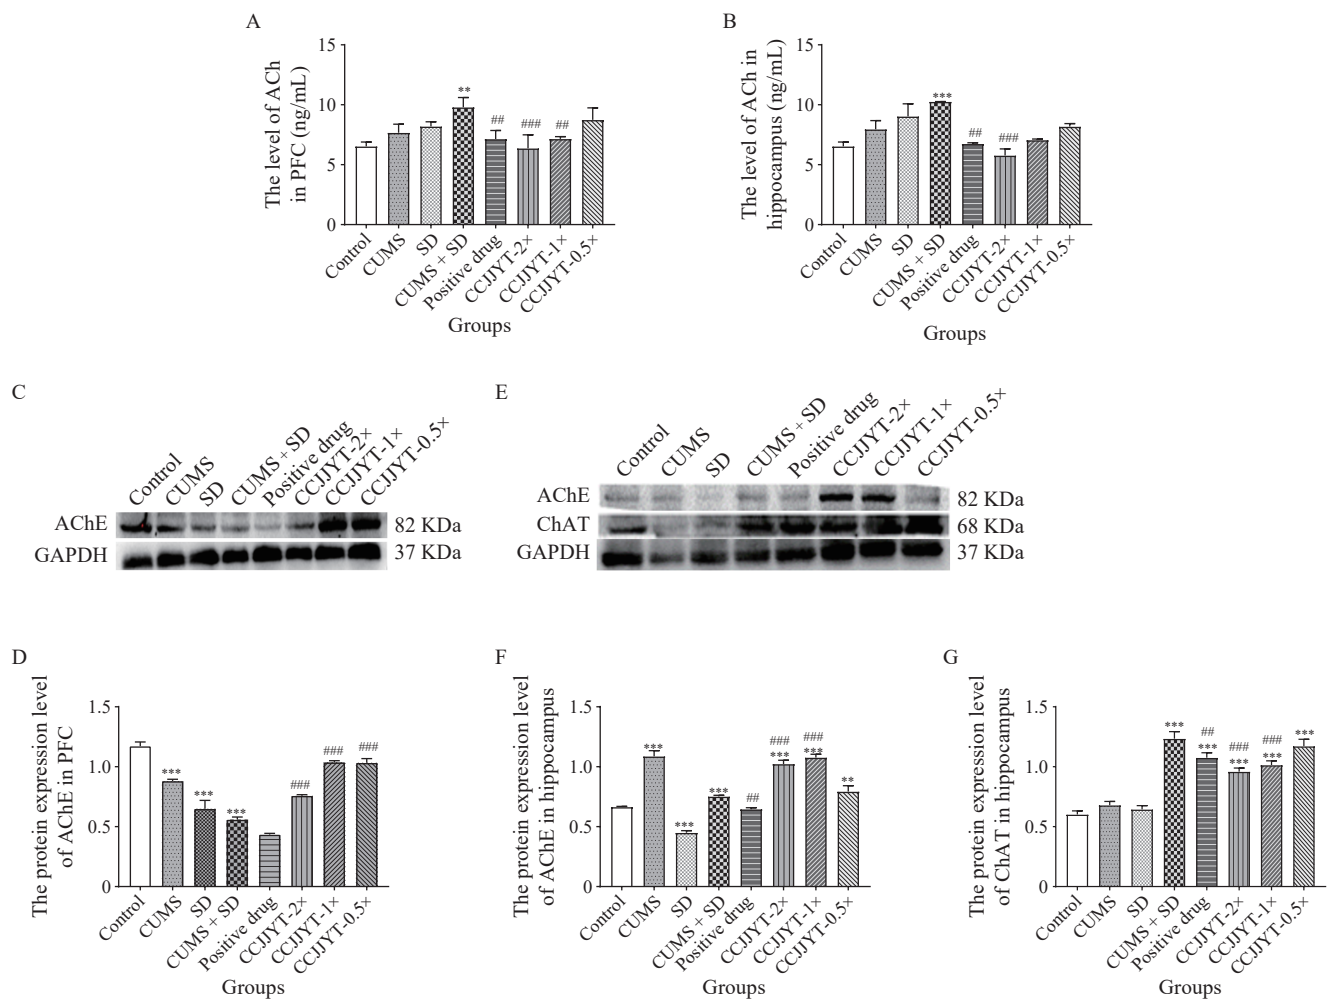 A
The level of ACh
in PFC (ng/mL)
15
10
5
0
**
##
###
##
Control
CUMS
SD
CUMS + SD
Positive drug
CCJJYT-2×
CCJJYT-1×
CCJJYT-0.5×
Groups
B
The level of ACh in
hippocampus (ng/mL)
15
10
5
0
***
##
###
Control
CUMS
SD
CUMS + SD
Positive drug
CCJJYT-2×
CCJJYT-1×
CCJJYT-0.5×
Groups
C
Control
CUMS
SD
CUMS + SD
Positive drug
CCJJYT-2×
CCJJYT-1×
CCJJYT-0.5×
AChE
82 KDa
GAPDH
37 KDa
E
Control
CUMS
SD
CUMS + SD
Positive drug
CCJJYT-2×
CCJJYT-1×
CCJJYT-0.5×
AChE
82 KDa
ChAT
68 KDa
GAPDH
37 KDa
D
The protein expression level
of AChE in PFC
1.5
1.0
0.5
0
***
***
***
###
###
###
Control
CUMS
SD
CUMS + SD
Positive drug
CCJJYT-2×
CCJJYT-1×
CCJJYT-0.5×
Groups
F
The protein expression level
of AChE in hippocampus
1.5
1.0
0.5
0
***
***
***
##
###
***
###
***
**
Control
CUMS
SD
CUMS + SD
Positive drug
CCJJYT-2×
CCJJYT-1×
CCJJYT-0.5×
Groups
G
The protein expression level
of ChAT in hippocampus
1.5
1.0
0.5
0
***
##
***
###
***
###
***
***
Control
CUMS
SD
CUMS + SD
Positive drug
CCJJYT-2×
CCJJYT-1×
CCJJYT-0.5×
Groups